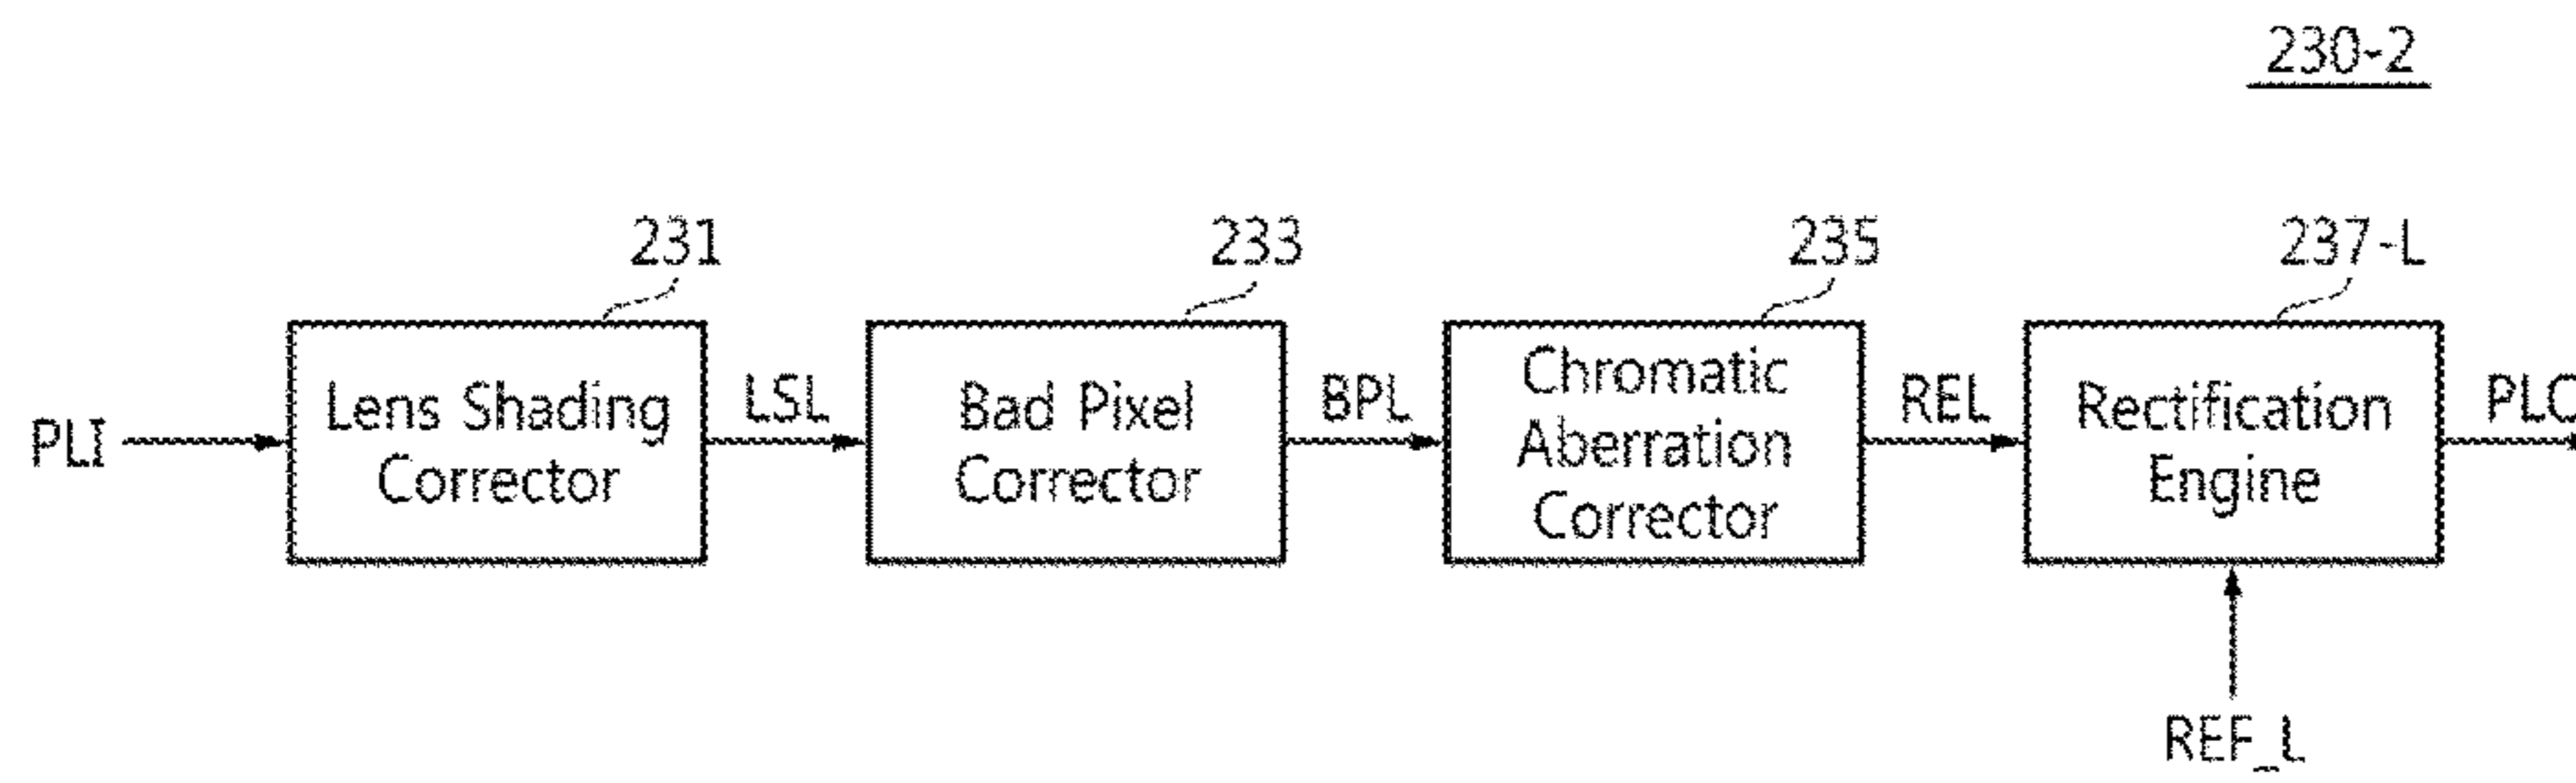 230-2
231
233
235
237-L
PLI
Lens Shading
Corrector
LSL
Bad Pixel
Corrector
BPL
Chromatic
Aberration
Corrector
REL
Rectification
Engine
REF_L